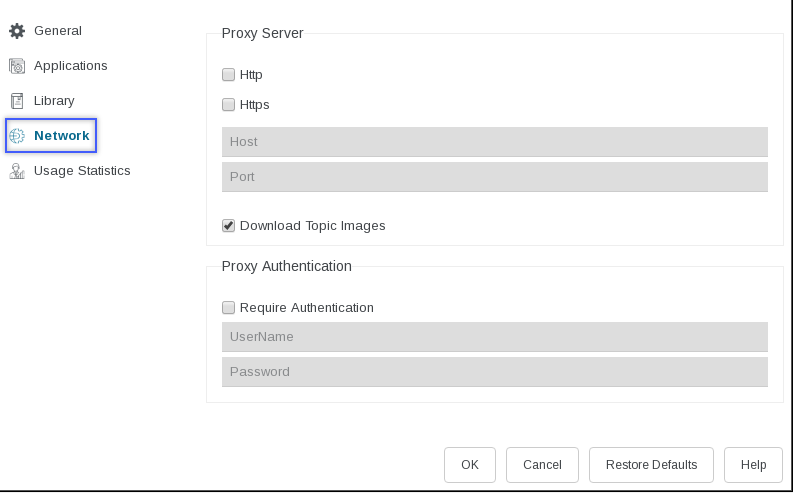 General
Applications
Library
Network
Usage Statistics
Proxy Server
Http
Https
Host
Port
Download Topic Images
Proxy Authentication
Require Authentication
UserName
Password
OK Cancel Restore Defaults Help